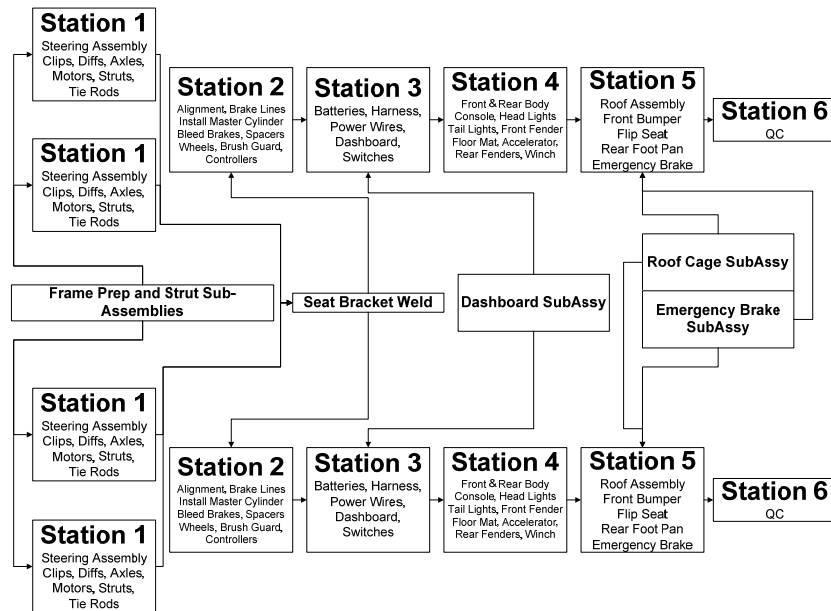 Station 1
Steering Assembly
Clips, Diffs, Axles,
Motors, Struts,
Tie Rods
Station 1
Steering Assembly
Clips, Diffs, Axles,
Motors, Struts,
Tie Rods
Station 2
Alignment, Brake Lines
Install Master Cylinder
Bleed Brakes, Spacers
Wheels, Brush Guard,
Controllers
Station 3
Batteries, Harness,
Power Wires,
Dashboard,
Switches
Station 4
Front & Rear Body
Console, Head Lights
Tail Lights, Front Fender
Floor Mat, Accelerator,
Rear Fenders, Winch
Station 5
Roof Assembly
Front Bumper
Flip Seat
Rear Foot Pan
Emergency Brake
Station 6
QC
Frame Prep and Strut Sub-
Assemblies
Seat Bracket Weld
Dashboard SubAssy
Roof Cage SubAssy
Emergency Brake
SubAssy
Station 1
Steering Assembly
Clips, Diffs, Axles,
Motors, Struts,
Tie Rods
Station 1
Steering Assembly
Clips, Diffs, Axles,
Motors, Struts,
Tie Rods
Station 2
Alignment, Brake Lines
Install Master Cylinder
Bleed Brakes, Spacers
Wheels, Brush Guard,
Controllers
Station 3
Batteries, Harness,
Power Wires,
Dashboard,
Switches
Station 4
Front & Rear Body
Console, Head Lights
Tail Lights, Front Fender
Floor Mat, Accelerator,
Rear Fenders, Winch
Station 5
Roof Assembly
Front Bumper
Flip Seat
Rear Foot Pan
Emergency Brake
Station 6
QC